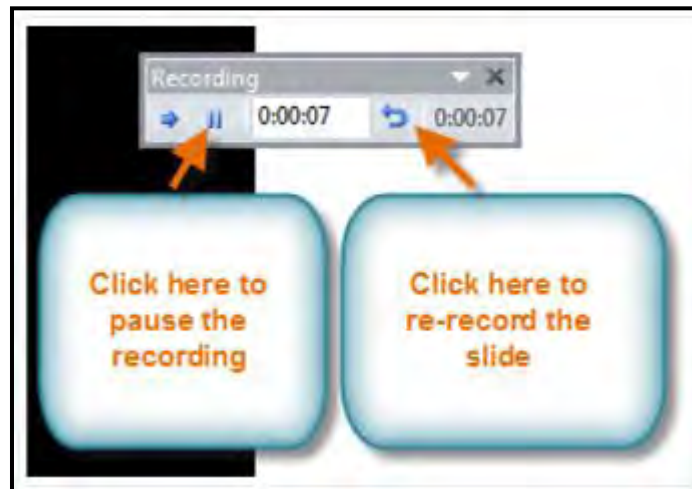 Recording
0:00:07 0:00:07
Click here to
pause the
recording
Click here to
re-record the
slide